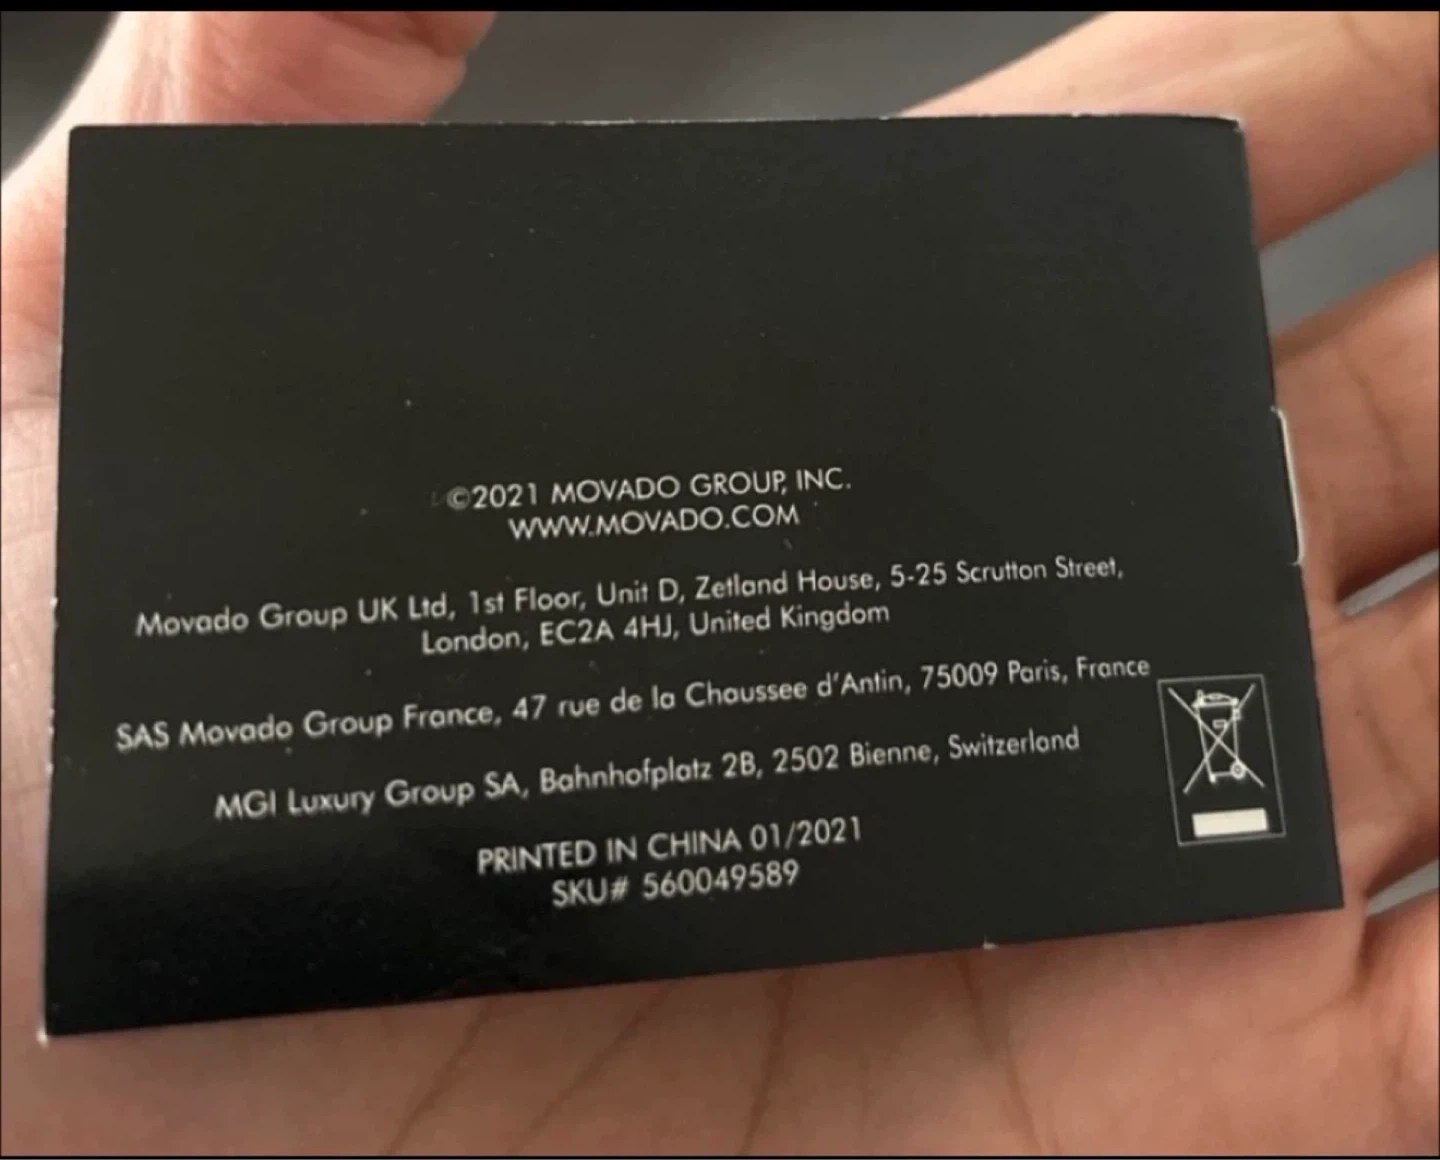 ©2021 MOVADO GROUP, INC.
WWW.MOVADO.COM
Movado Group UK Ltd, 1st Floor, Unit D, Zetland House, 5-25 Scrutton Street,
London, EC2A 4HJ, United Kingdom
SAS Movado Group France, 47 rue de la Chaussee d'Antin, 75009 Paris, France
MGI Luxury Group SA, Bahnhofplatz 2B, 2502 Bienne, Switzerland
PRINTED IN CHINA 01/2021
SKU# 560049589